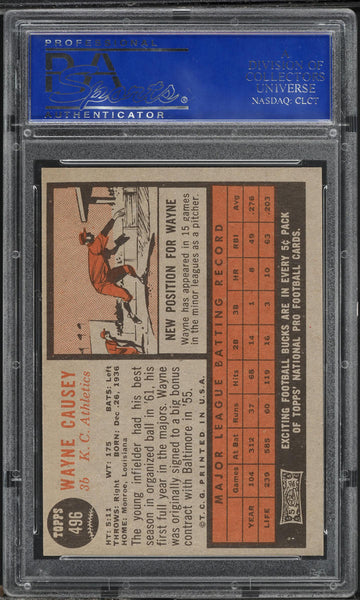 PROFESSIONAL
PSA
Sports
AUTHENTICATOR
A
DIVISION OF
COLLECTORS
UNIVERSE
NASDAQ: CLCT
TOPPS
496
WAYNE CAUSEY
3b K. C. Athletics
HT: 5:11 WT: 175 BATS: Left
THROWS: Right BORN: Dec. 26, 1936
HOME: Monroe, Louisiana
The young infielder had his best
season in organized ball in '61, his
first full year in the majors. Wayne
was originally signed to a big bonus
contract with Baltimore in '55.
©T.C.G. PRINTED IN U.S.A.
NEW POSITION FOR WAYNE
Wayne has appeared in 15 games
in the minor leagues as a pitcher.
MAJOR LEAGUE BATTING RECORD
Games At Bat Runs Hits 2B 3B HR RBI Avg
YEAR 104 312 37 86 14 1 8 49 .276
LIFE 239 585 60 119 16 3 10 63 .203
EXCITING FOOTBALL BUCKS ARE IN EVERY 5¢ PACK
OF TOPPS' NATIONAL PRO FOOTBALL CARDS.